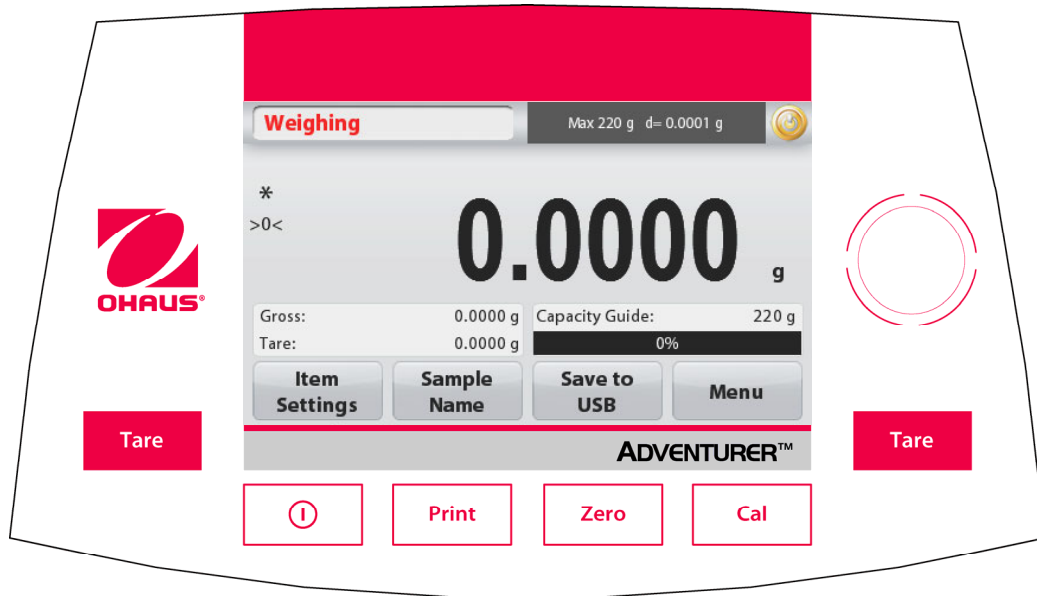 Weighing
Max 220 g d= 0.0001 g
*
>0<
0.0000 g
OHAUS®
Gross: 0.0000 g
Capacity Guide: 220 g
Tare: 0.0000 g
0%
Item
Settings
Sample
Name
Save to
USB
Menu
Tare
Tare
ADVENTURER™
Print
Zero
Cal